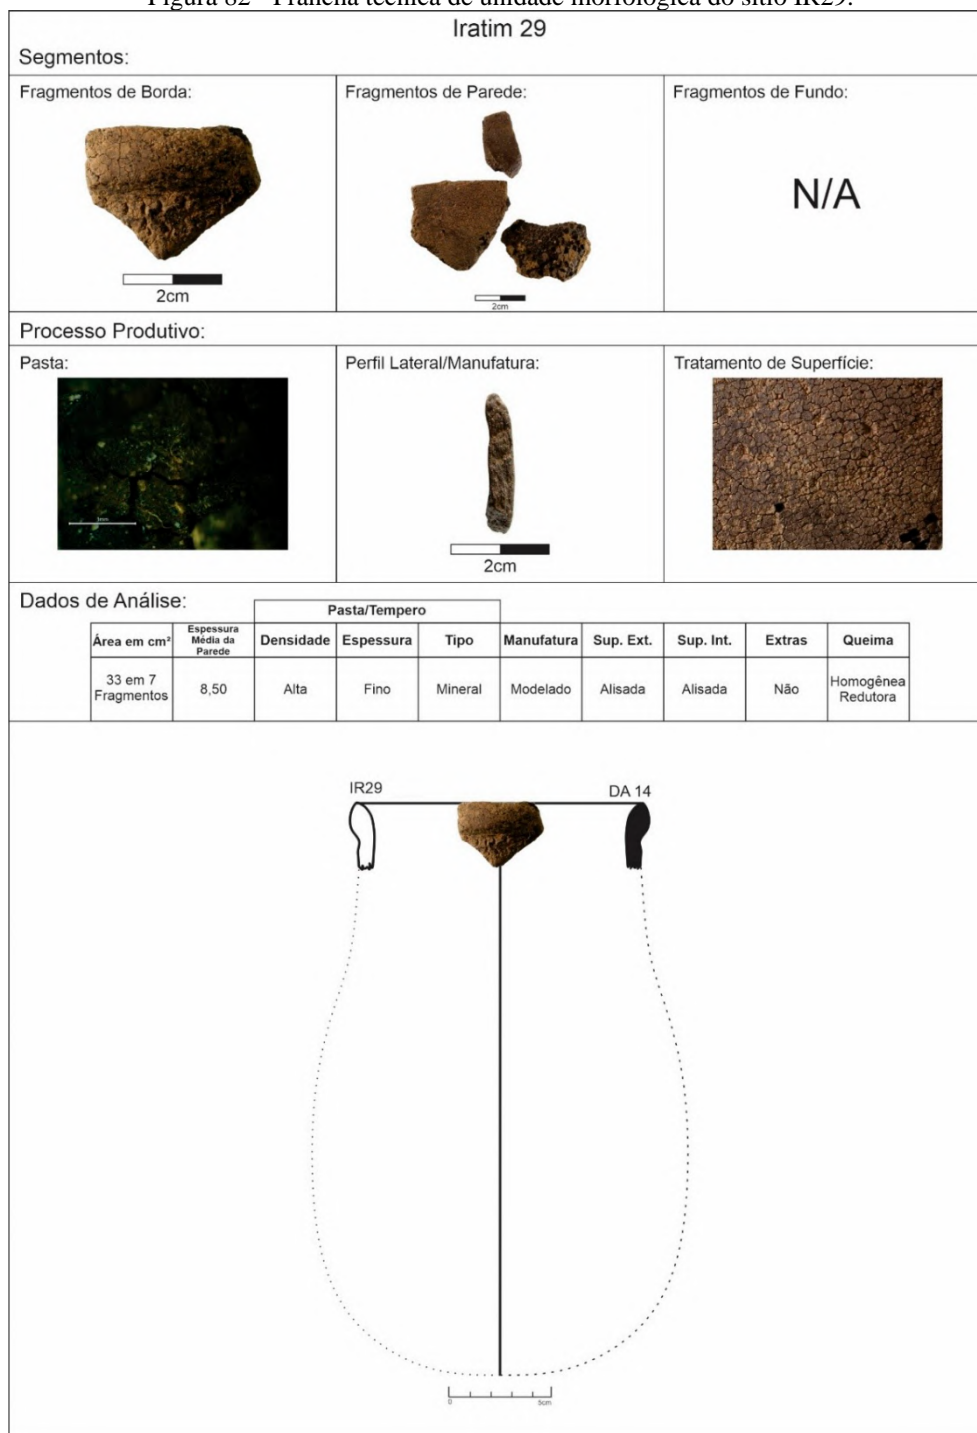 Figura 82 - Prancha técnica de unidade morfológica do sítio IR29.
Iratim 29
Segmentos:
Fragmentos de Borda:
Fragmentos de Parede:
Fragmentos de Fundo:
N/A
2cm
2cm
Processo Produtivo:
Pasta:
Perfil Lateral/Manufatura:
Tratamento de Superfície:
2cm
Dados de Análise:
Pasta/Tempero
Área em cm² Espessura Média da Parede Densidade Espessura Tipo Manufatura Sup. Ext. Sup. Int. Extras Queima
33 em 7 Fragmentos 8,50 Alta Fino Mineral Modelado Alisada Alisada Não Homogênea Redutora
IR29
DA 14
0 5cm